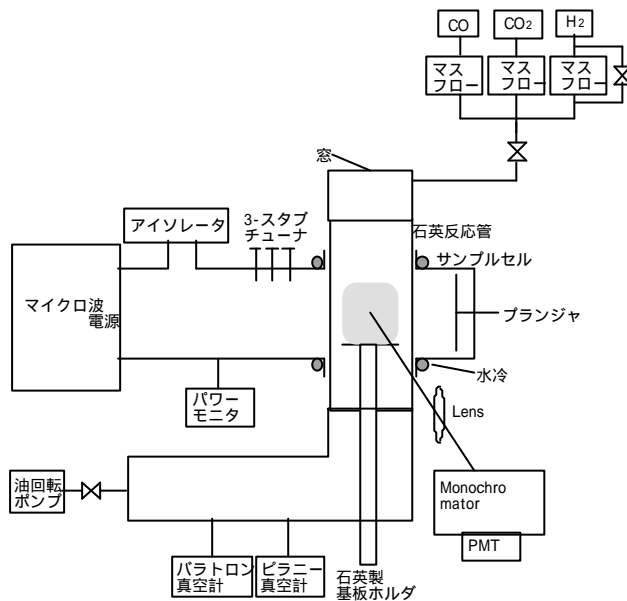 CO
CO2
H2
マス
フロー
マス
フロー
マス
フロー
窓
アイソレータ
3-スタブ
チューナ
石英反応管
サンプルセル
マイクロ波
電源
プランジャ
水冷
パワー
モニタ
Lens
油回転
ポンプ
Monochro
mator
PMT
バラトロン
真空計
ピラニー
真空計
石英製
基板ホルダ